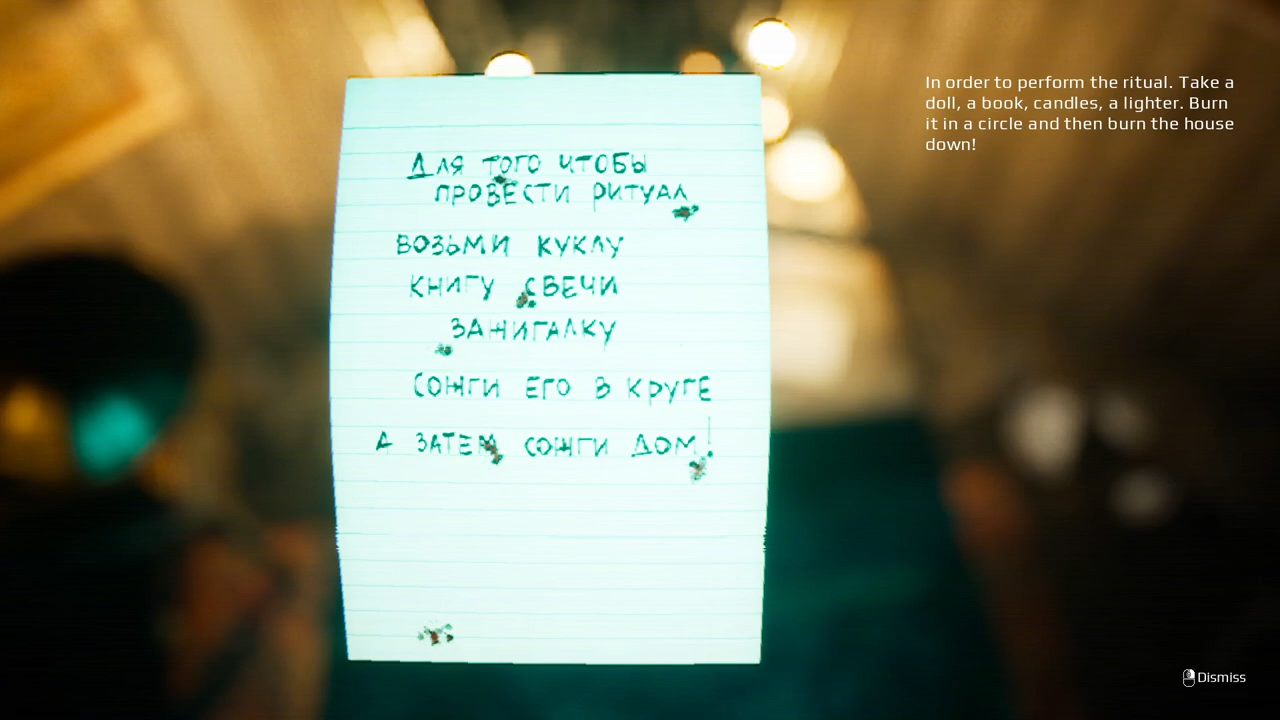 Для того чтобы
провести ритуал
возьми куклу
книгу свечи
зажигалку
сожги его в круге
а затем сожги дом!
In order to perform the ritual. Take a
doll, a book, candles, a lighter. Burn
it in a circle and then burn the house
down!
Dismiss